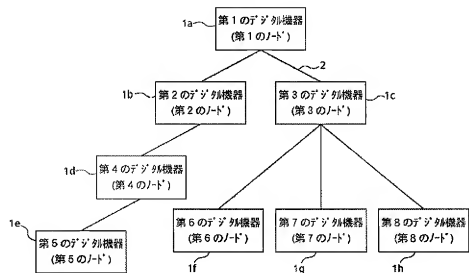 1a
第1のデジタル機器
(第1のノード)
2
1b
第2のデジタル機器
(第2のノード)
第3のデジタル機器
(第3のノード)
1c
1d
第4のデジタル機器
(第4のノード)
1e
第5のデジタル機器
(第5のノード)
第6のデジタル機器
(第6のノード)
第7のデジタル機器
(第7のノード)
第8のデジタル機器
(第8のノード)
1f
1g
1h